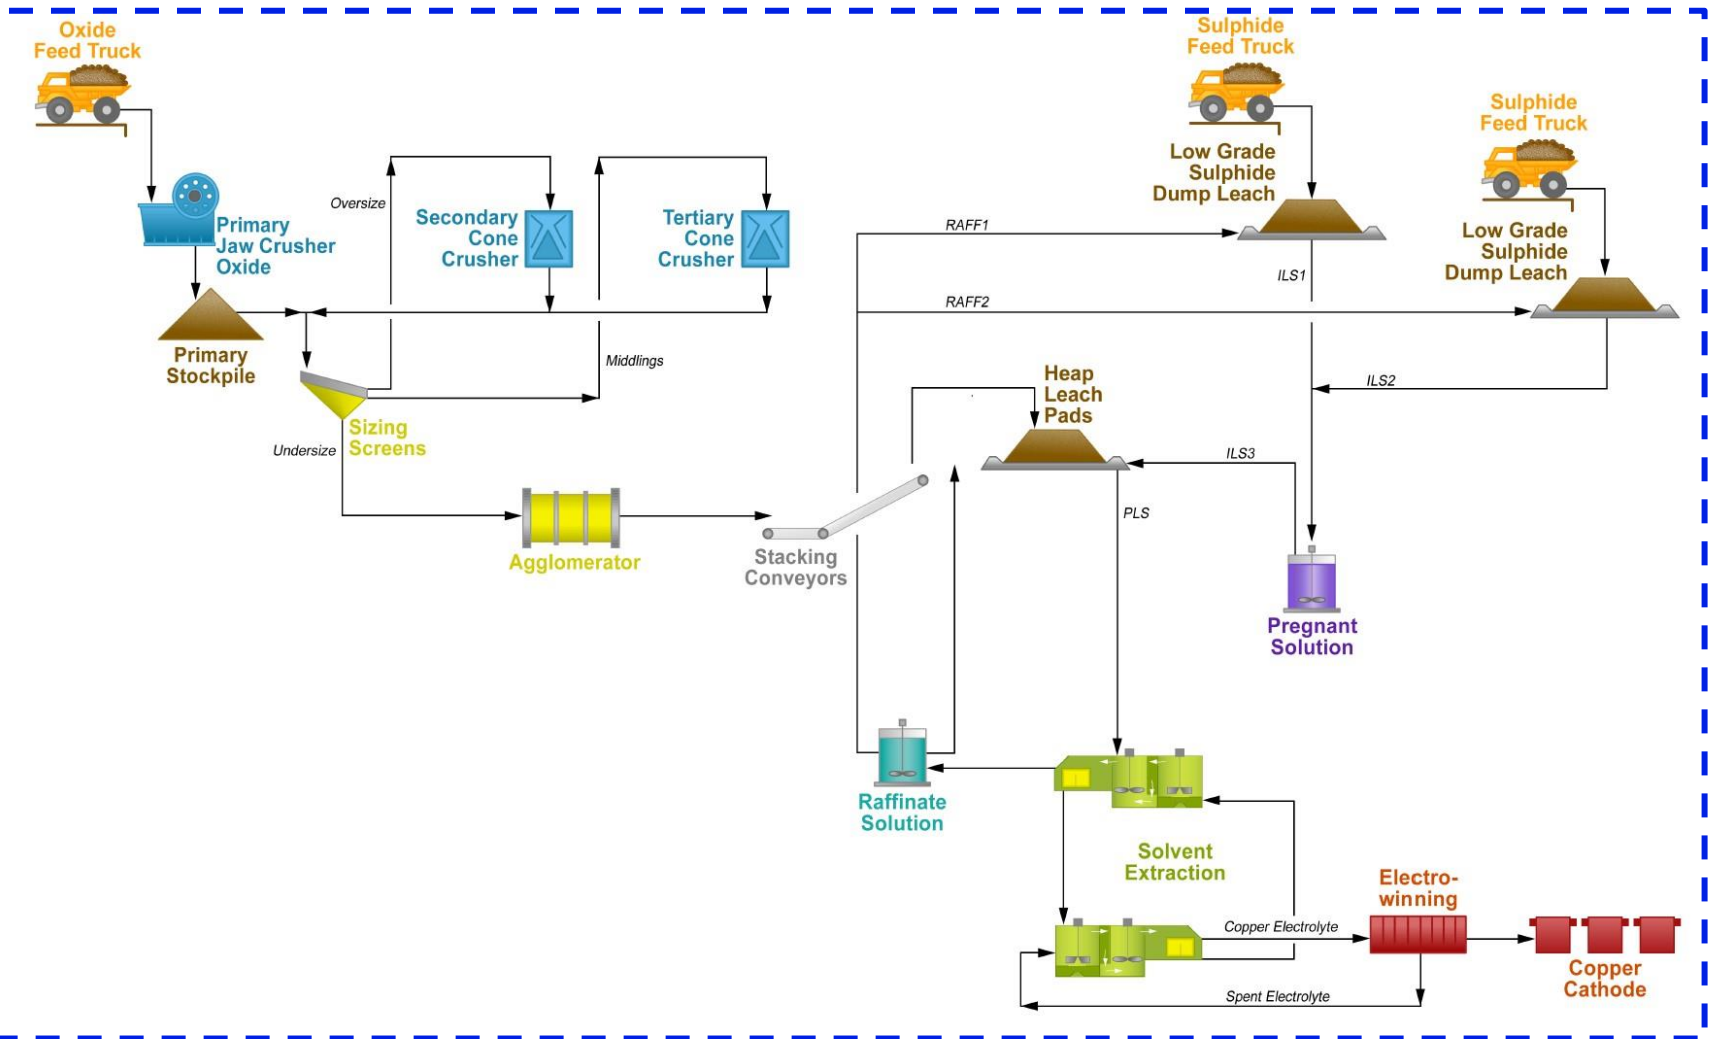 Oxide
Feed Truck
Sulphide
Feed Truck
Sulphide
Feed Truck
Low Grade
Sulphide
Dump Leach
Oversize
Secondary
Cone
Crusher
Tertiary
Cone
Crusher
Primary
Jaw Crusher
Oxide
RAFF1
Low Grade
Sulphide
Dump Leach
ILS1
RAFF2
Primary
Stockpile
Middlings
Heap
Leach
Pads
ILS2
Sizing
Screens
Undersize
ILS3
PLS
Agglomerator
Stacking
Conveyors
Pregnant
Solution
Raffinate
Solution
Solvent
Extraction
Electro-
winning
Copper Electrolyte
Copper
Cathode
Spent Electrolyte